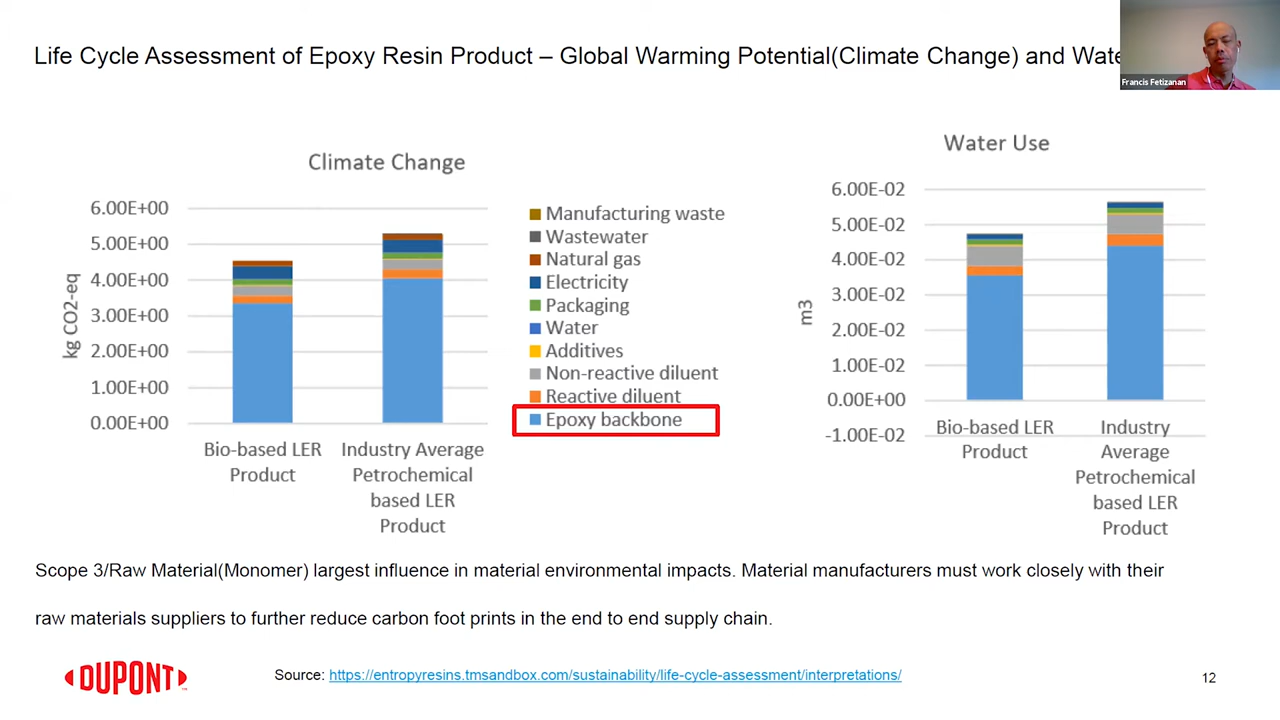 Life Cycle Assessment of Epoxy Resin Product – Global Warming Potential(Climate Change) and
Francis Fetizanan
Climate Change
kg CO2-eq
6.00E+00
5.00E+00
4.00E+00
3.00E+00
2.00E+00
1.00E+00
0.00E+00
Bio-based LER
Product
Industry Average
Petrochemical
based LER
Product
Manufacturing waste
Wastewater
Natural gas
Electricity
Packaging
Water
Additives
Non-reactive diluent
Reactive diluent
Epoxy backbone
Water Use
m3
6.00E-02
5.00E-02
4.00E-02
3.00E-02
2.00E-02
1.00E-02
0.00E+00
-1.00E-02
Bio-based LER
Product
Industry
Average
Petrochemical
based LER
Product
Scope 3/Raw Material(Monomer) largest influence in material environmental impacts. Material manufacturers must work closely with their
raw materials suppliers to further reduce carbon foot prints in the end to end supply chain.
DUPONT
Source: https://entropyresins.tmsandbox.com/sustainability/life-cycle-assessment/interpretations/
12